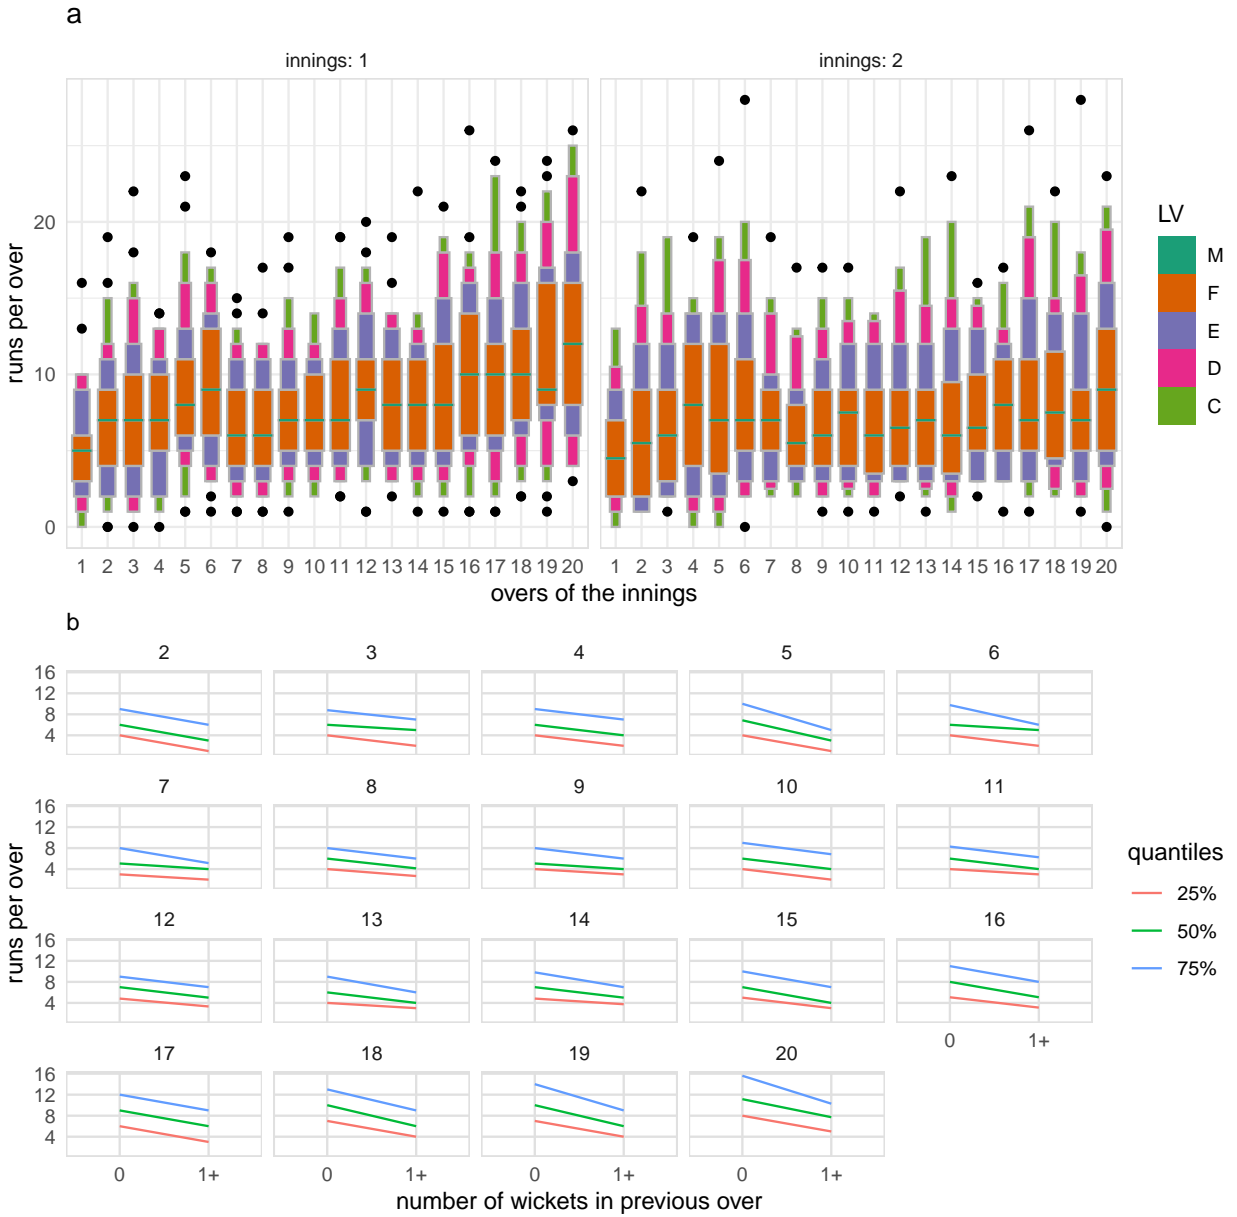 a
innings: 1
innings: 2
runs per over
20
10
0
1 2 3 4 5 6 7 8 9 10 11 12 13 14 15 16 17 18 19 20
1 2 3 4 5 6 7 8 9 10 11 12 13 14 15 16 17 18 19 20
overs of the innings
LV
M
F
E
D
C
b
2 3 4 5 6
16
12
8
4
7 8 9 10 11
16
12
8
4
12 13 14 15 16
16
12
8
4
0 1+
17 18 19 20
16
12
8
4
0 1+ 0 1+ 0 1+ 0 1+
runs per over
number of wickets in previous over
quantiles
25%
50%
75%